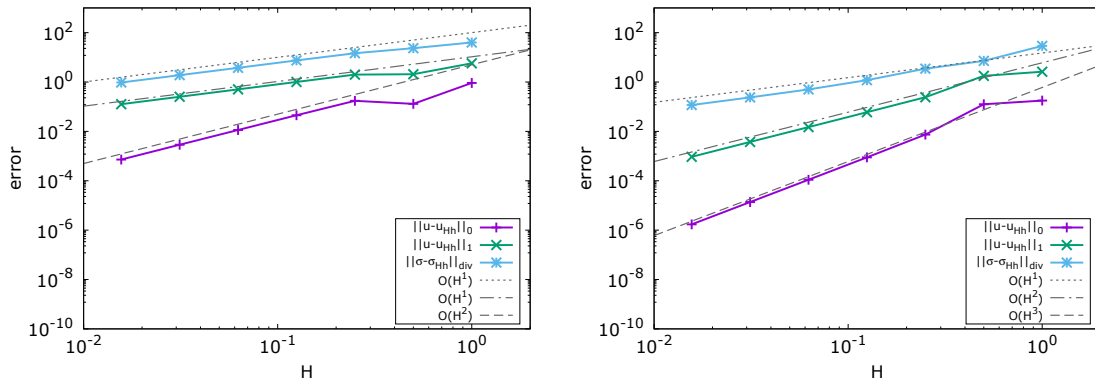 10^2
10^0
10^-2
10^-4
10^-6
10^-8
10^-10
error
||u-u_Hh||_0
||u-u_Hh||_1
||σ-σ_Hh||_div
O(H^1)
O(H^1)
O(H^2)
10^-2
10^-1
10^0
H
10^2
10^0
10^-2
10^-4
10^-6
10^-8
10^-10
error
||u-u_Hh||_0
||u-u_Hh||_1
||σ-σ_Hh||_div
O(H^1)
O(H^2)
O(H^3)
10^-2
10^-1
10^0
H